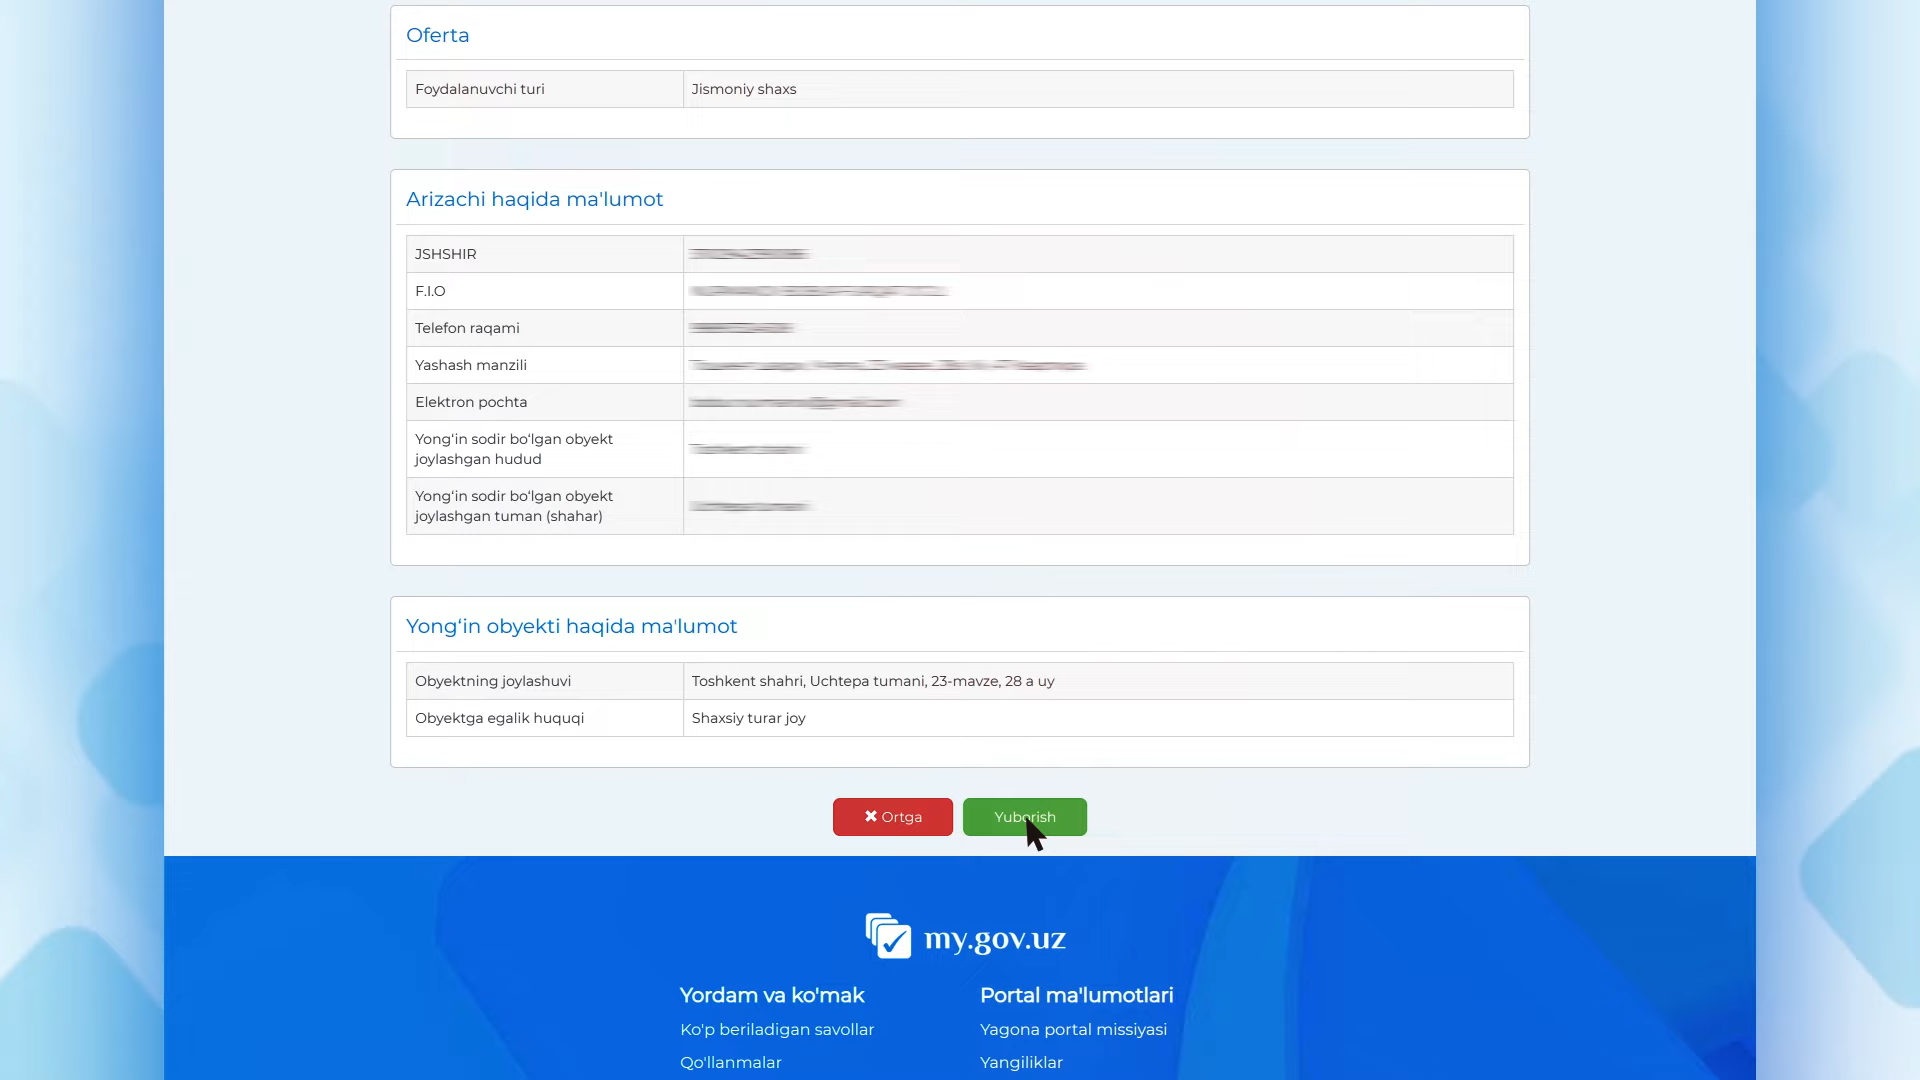 Oferta
Foydalanuvchi turi Jismoniy shaxs
Arizachi haqida ma'lumot
JSHSHIR
F.I.O
Telefon raqami
Yashash manzili
Elektron pochta
Yong‘in sodir bo‘lgan obyekt
joylashgan hudud
Yong‘in sodir bo‘lgan obyekt
joylashgan tuman (shahar)
Yong‘in obyekti haqida ma'lumot
Obyektning joylashuvi Toshkent shahri, Uchtepa tumani, 23-mavze, 28 a uy
Obyektga egalik huquqi Shaxsiy turar joy
Ortga Yuborish
my.gov.uz
Yordam va ko'mak Portal ma'lumotlari
Ko'p beriladigan savollar Yagona portal missiyasi
Qo'llanmalar Yangiliklar